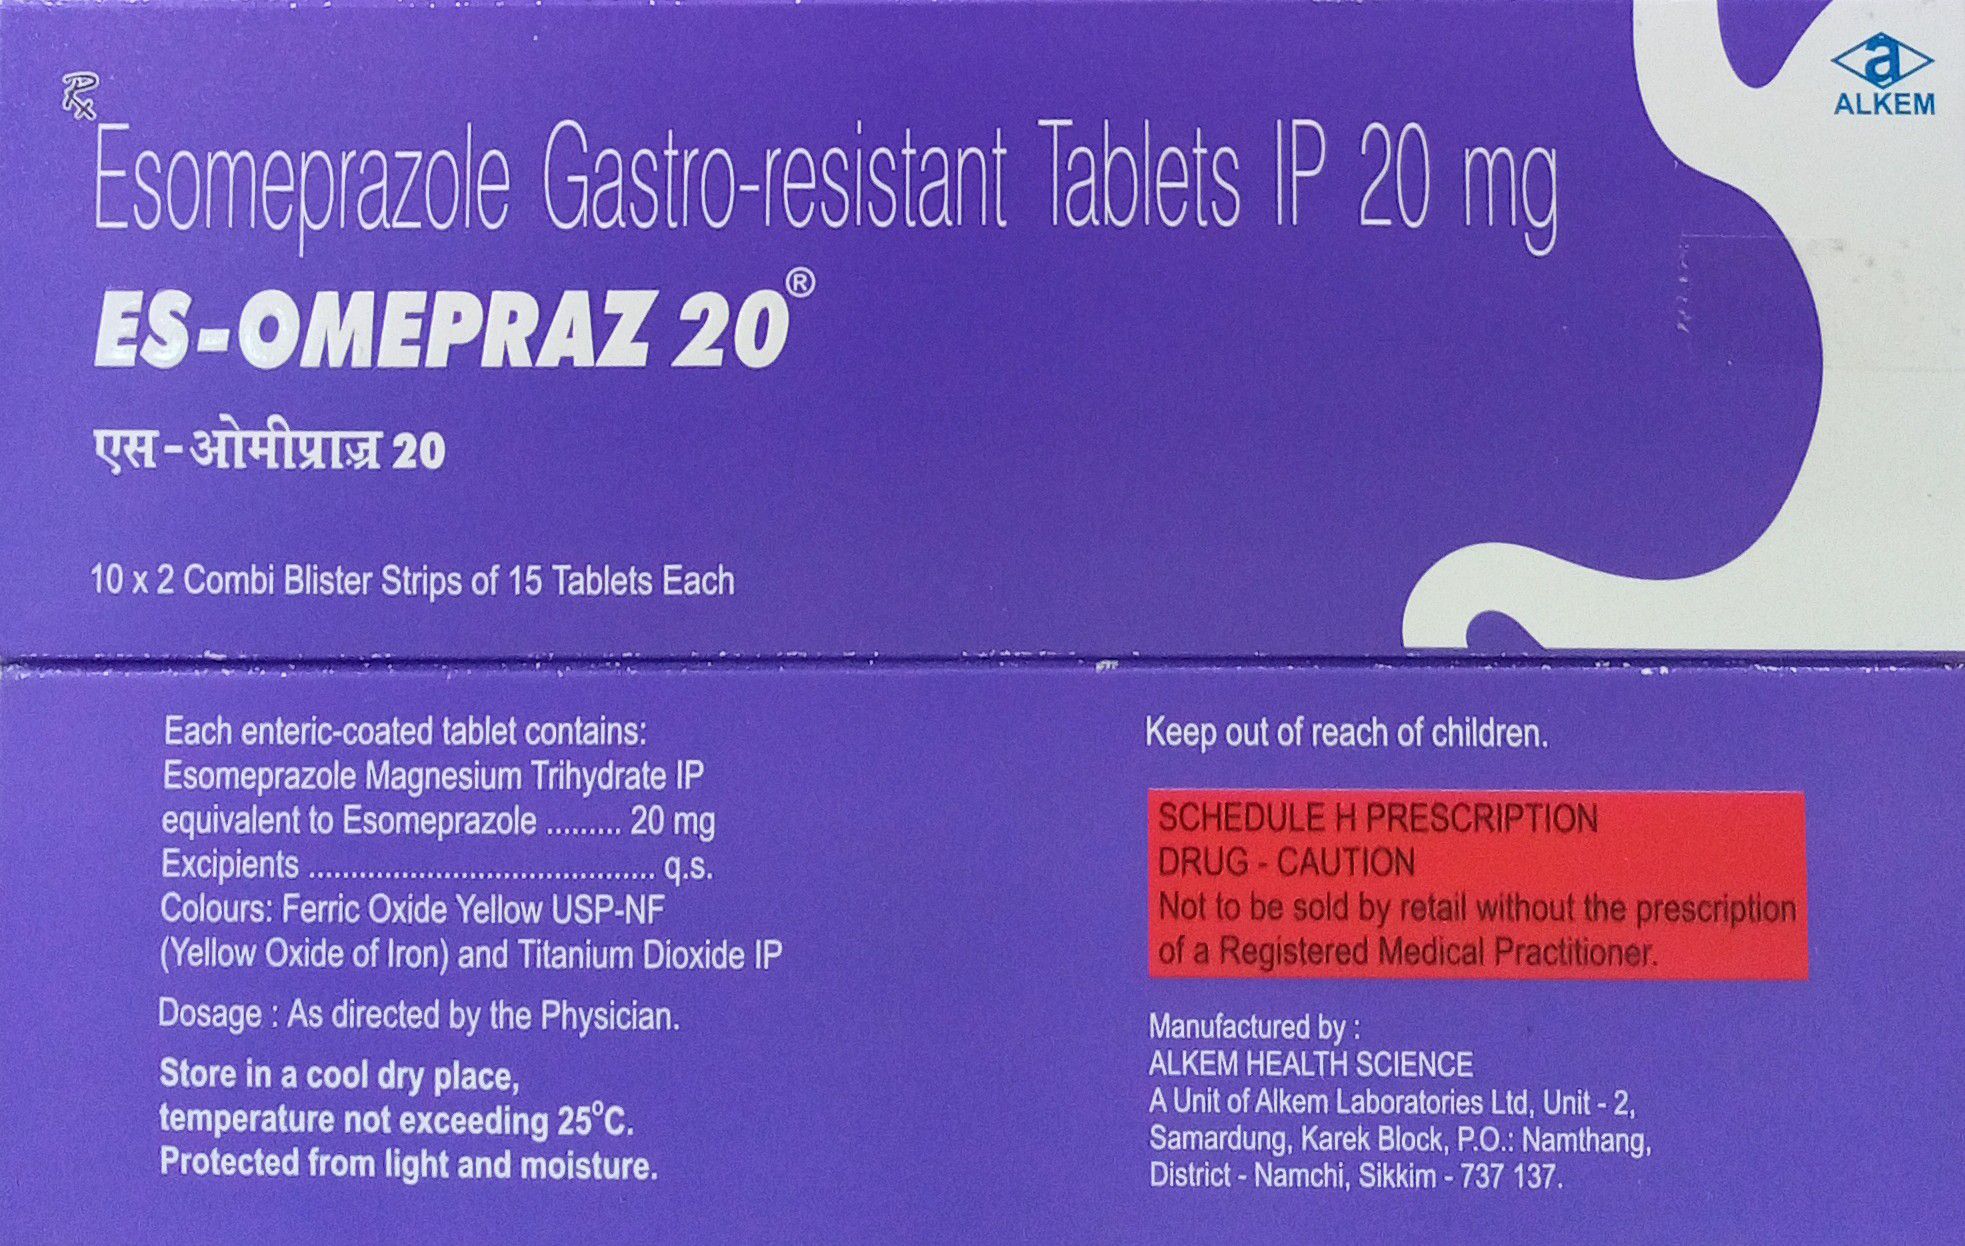 Rx
ALKEM
Esomeprazole Gastro-resistant Tablets IP 20 mg
ES-OMEPRAZ 20®
एस-ओमीप्राज़ 20
10 x 2 Combi Blister Strips of 15 Tablets Each
Each enteric-coated tablet contains:
Esomeprazole Magnesium Trihydrate IP
equivalent to Esomeprazole ......... 20 mg
Excipients ......................................... q.s.
Colours: Ferric Oxide Yellow USP-NF
(Yellow Oxide of Iron) and Titanium Dioxide IP
Dosage : As directed by the Physician.
Store in a cool dry place,
temperature not exceeding 25°C.
Protected from light and moisture.
Keep out of reach of children.
SCHEDULE H PRESCRIPTION
DRUG - CAUTION
Not to be sold by retail without the prescription
of a Registered Medical Practitioner.
Manufactured by :
ALKEM HEALTH SCIENCE
A Unit of Alkem Laboratories Ltd, Unit - 2,
Samardung, Karek Block, P.O.: Namthang,
District - Namchi, Sikkim - 737 137.